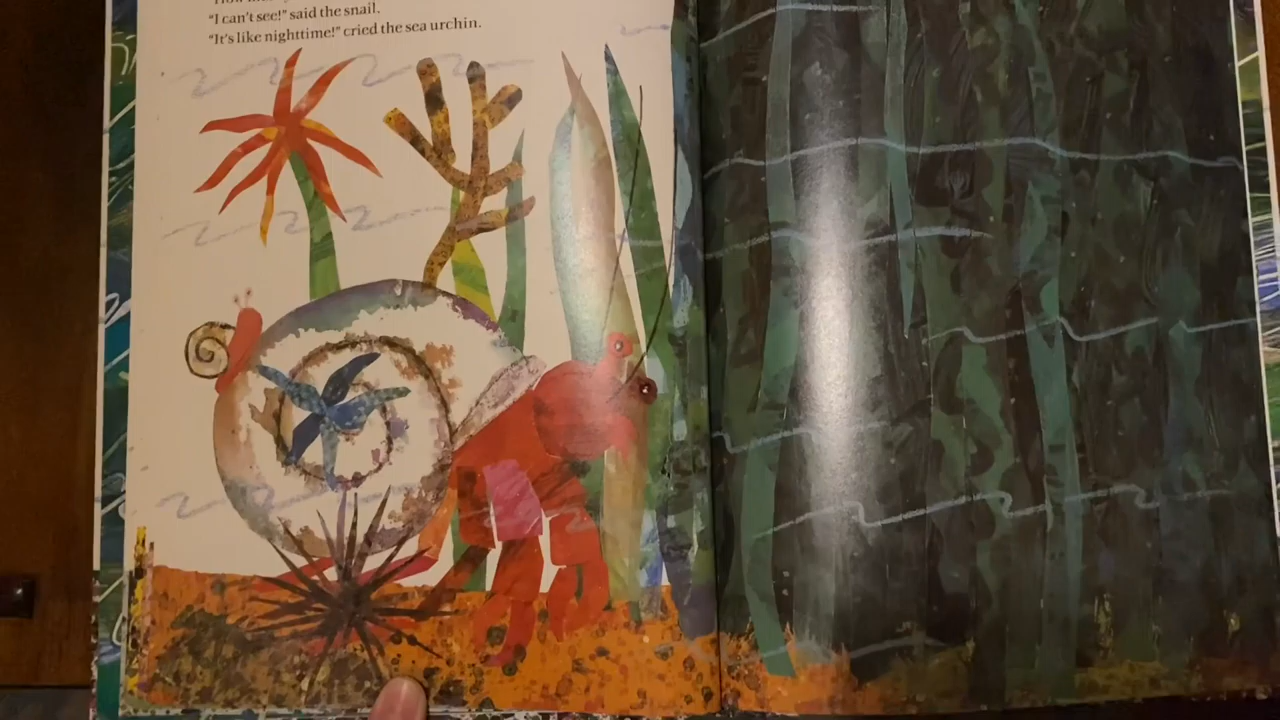 "I can't see!" said the snail.
"It's like nighttime!" cried the sea urchin.